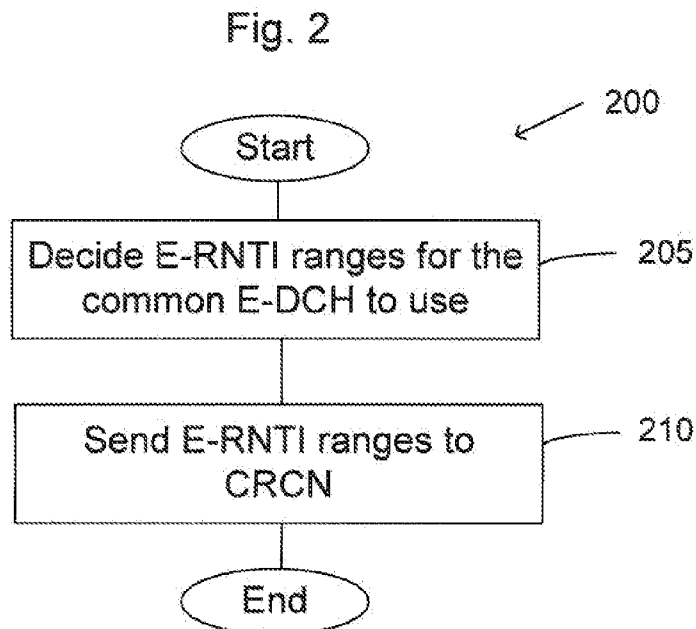 Fig. 2
200
Start
Decide E-RNTI ranges for the
common E-DCH to use
205
Send E-RNTI ranges to
CRCN
210
End